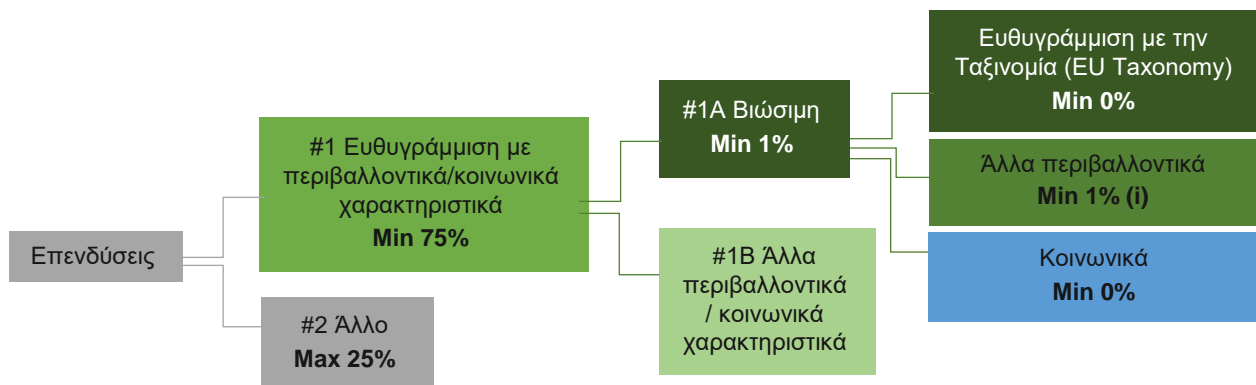 Επενδύσεις
#1 Ευθυγράμμιση με
περιβαλλοντικά/κοινωνικά
χαρακτηριστικά
Min 75%
#2 Άλλο
Max 25%
#1A Βιώσιμη
Min 1%
#1B Άλλα
περιβαλλοντικά
/ κοινωνικά
χαρακτηριστικά
Ευθυγράμμιση με την
Ταξινομία (EU Taxonomy)
Min 0%
Άλλα περιβαλλοντικά
Min 1% (i)
Κοινωνικά
Min 0%